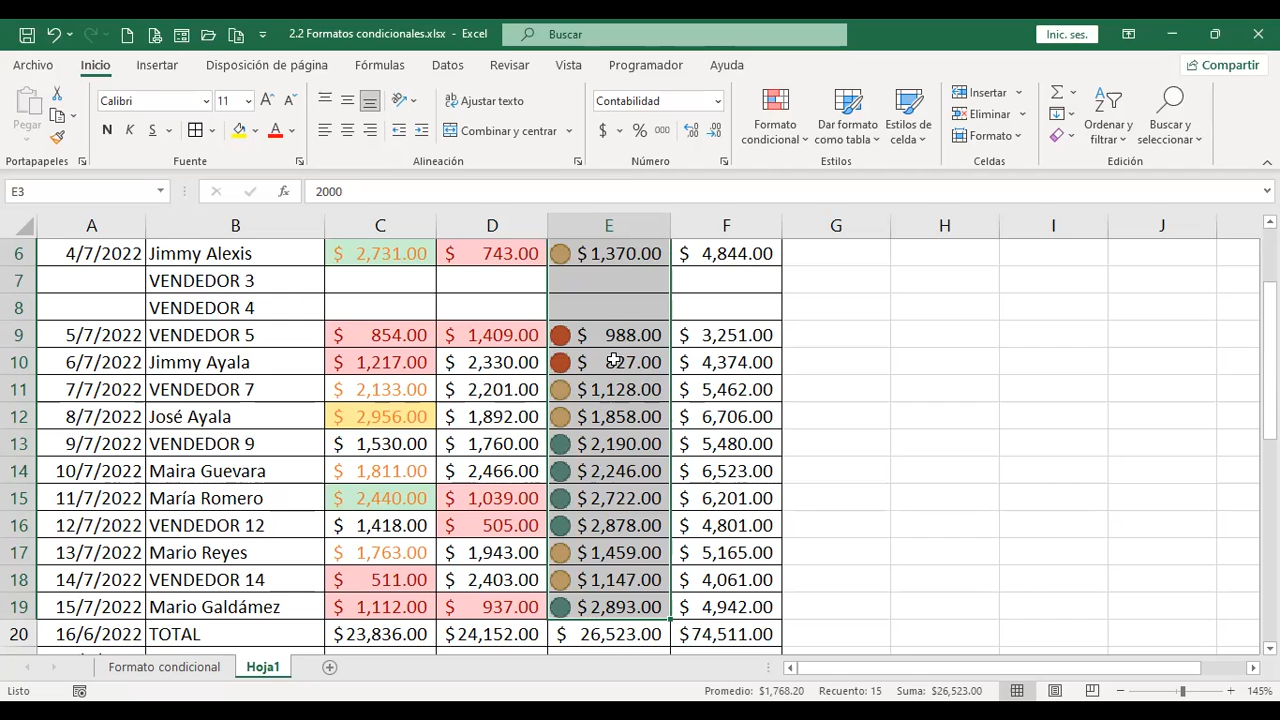 2.2 Formatos condicionales.xlsx - Excel
Buscar
Inic. ses.
Archivo Inicio Insertar Disposición de página Fórmulas Datos Revisar Vista Programador Ayuda
Compartir
Pegar
Calibri 11
N K S
Ajustar texto
Combinar y centrar
Contabilidad
$ % 000
Formato condicional
Dar formato como tabla
Estilos de celda
Insertar
Eliminar
Formato
Ordenar y filtrar
Buscar y seleccionar
Portapapeles Fuente Alineación Número Estilos Celdas Edición
E3 fx 2000
A B C D E F G H I J
6 4/7/2022 Jimmy Alexis $ 2,731.00 $ 743.00 $1,370.00 $ 4,844.00
7 VENDEDOR 3
8 VENDEDOR 4
9 5/7/2022 VENDEDOR 5 $ 854.00 $ 1,409.00 $ 988.00 $ 3,251.00
10 6/7/2022 Jimmy Ayala $ 1,217.00 $ 2,330.00 $ 27.00 $ 4,374.00
11 7/7/2022 VENDEDOR 7 $ 2,133.00 $ 2,201.00 $1,128.00 $ 5,462.00
12 8/7/2022 José Ayala $ 2,956.00 $ 1,892.00 $1,858.00 $ 6,706.00
13 9/7/2022 VENDEDOR 9 $ 1,530.00 $ 1,760.00 $2,190.00 $ 5,480.00
14 10/7/2022 Maira Guevara $ 1,811.00 $ 2,466.00 $2,246.00 $ 6,523.00
15 11/7/2022 María Romero $ 2,440.00 $ 1,039.00 $2,722.00 $ 6,201.00
16 12/7/2022 VENDEDOR 12 $ 1,418.00 $ 505.00 $2,878.00 $ 4,801.00
17 13/7/2022 Mario Reyes $ 1,763.00 $ 1,943.00 $1,459.00 $ 5,165.00
18 14/7/2022 VENDEDOR 14 $ 511.00 $ 2,403.00 $1,147.00 $ 4,061.00
19 15/7/2022 Mario Galdámez $ 1,112.00 $ 937.00 $2,893.00 $ 4,942.00
20 16/6/2022 TOTAL $23,836.00 $24,152.00 $ 26,523.00 $74,511.00
Formato condicional Hoja1
Listo
Promedio: $1,768.20 Recuento: 15 Suma: $26,523.00
145%